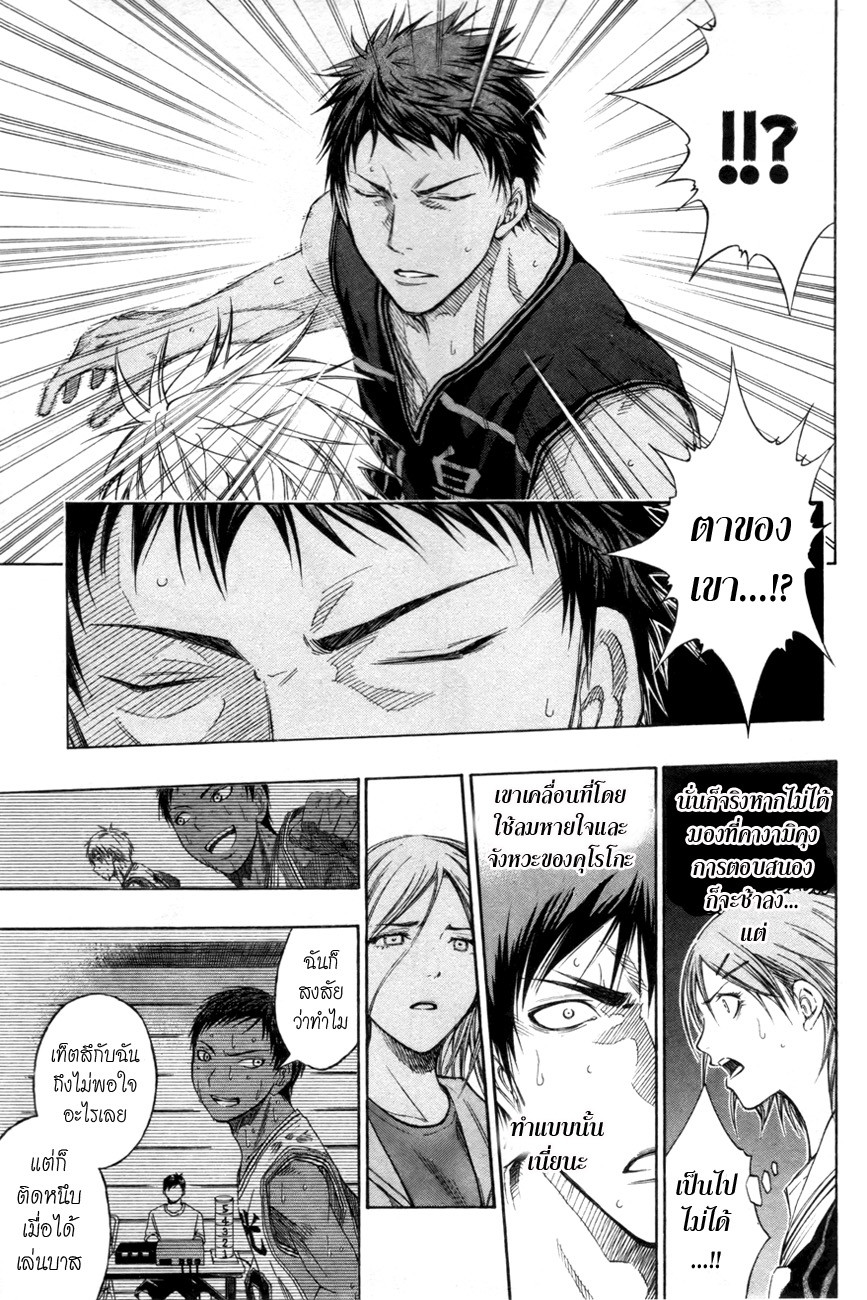 !!?
ตาของ
เขา...!?
นั่นก็จริงหากไม่ได้
มองที่คางามิคุง
การตอบสนอง
ก็จะช้าลง...
แต่
เป็นไป
ไม่ได้
...!!
เขาเคลื่อนที่โดย
ใช้ลมหายใจและ
จังหวะของคุโรโกะ
ทำแบบนั้น
เนี่ยนะ
ฉันก็
สงสัย
ว่าทำไม
เท็ตสึกับฉัน
ถึงไม่พอใจ
อะไรเลย
แต่ก็
ติดหนึบ
เมื่อได้
เล่นบาส